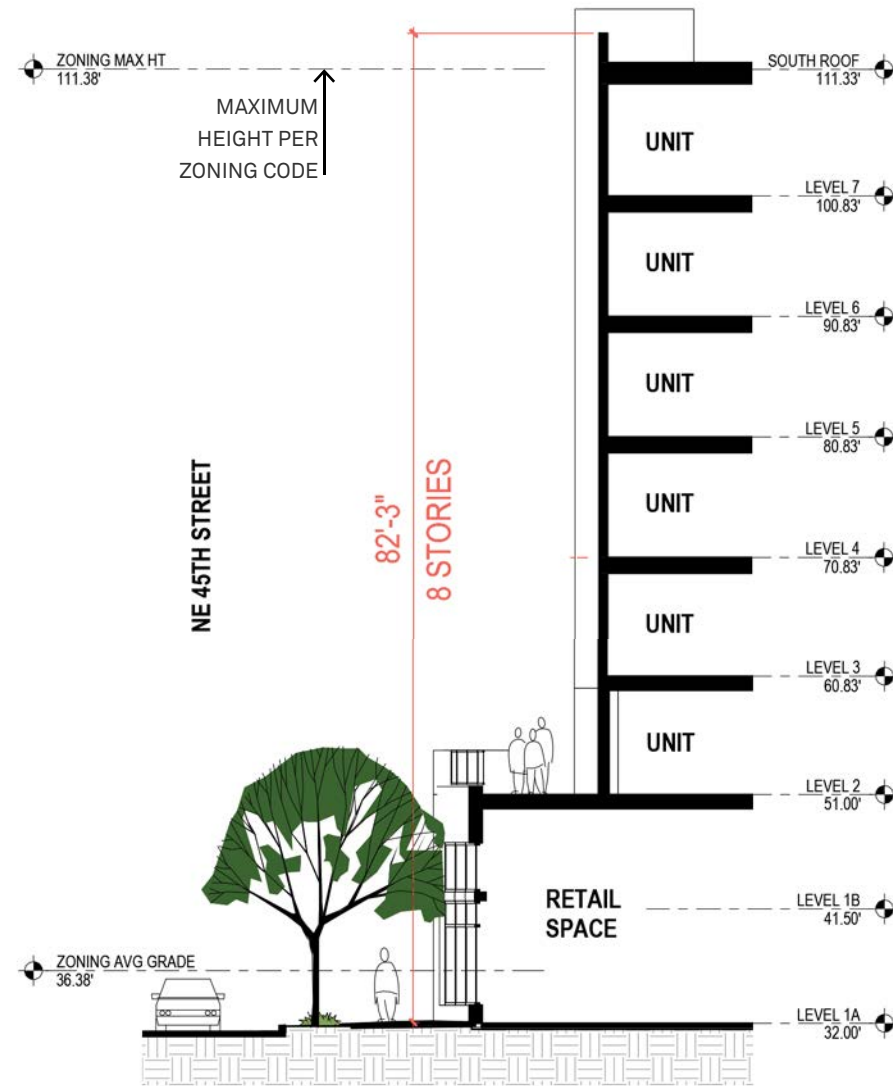 ZONING MAX HT
111.38'
MAXIMUM
HEIGHT PER
ZONING CODE
SOUTH ROOF
111.33'
UNIT
LEVEL 7
100.83'
UNIT
LEVEL 6
90.83'
UNIT
LEVEL 5
80.83'
NE 45TH STREET
82'-3"
8 STORIES
UNIT
LEVEL 4
70.83'
UNIT
LEVEL 3
60.83'
UNIT
LEVEL 2
51.00'
RETAIL
SPACE
LEVEL 1B
41.50'
ZONING AVG GRADE
36.38'
LEVEL 1A
32.00'